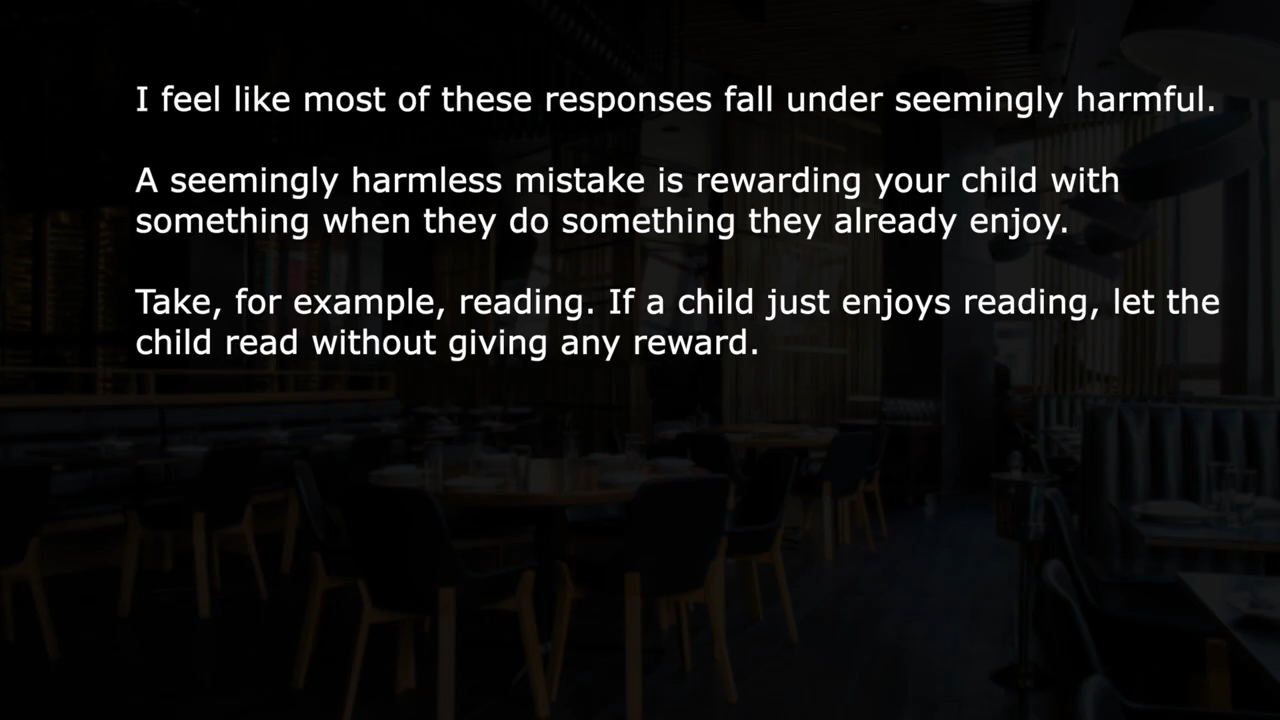 I feel like most of these responses fall under seemingly harmful.
A seemingly harmless mistake is rewarding your child with
something when they do something they already enjoy.
Take, for example, reading. If a child just enjoys reading, let the
child read without giving any reward.